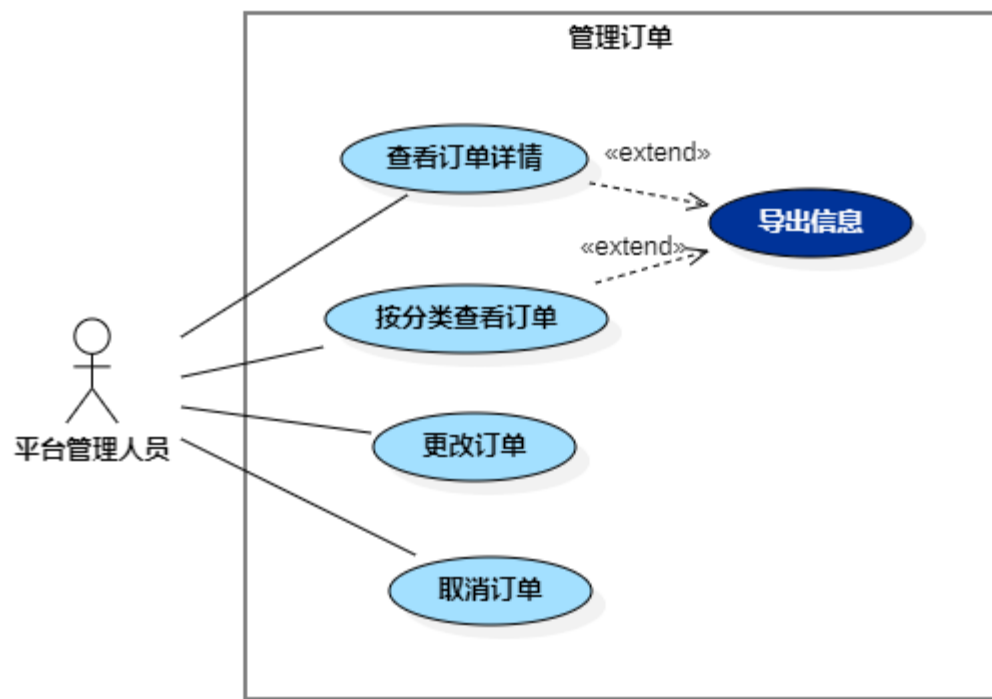 管理订单
查看订单详情
«extend»
导出信息
«extend»
按分类查看订单
平台管理人员
更改订单
取消订单